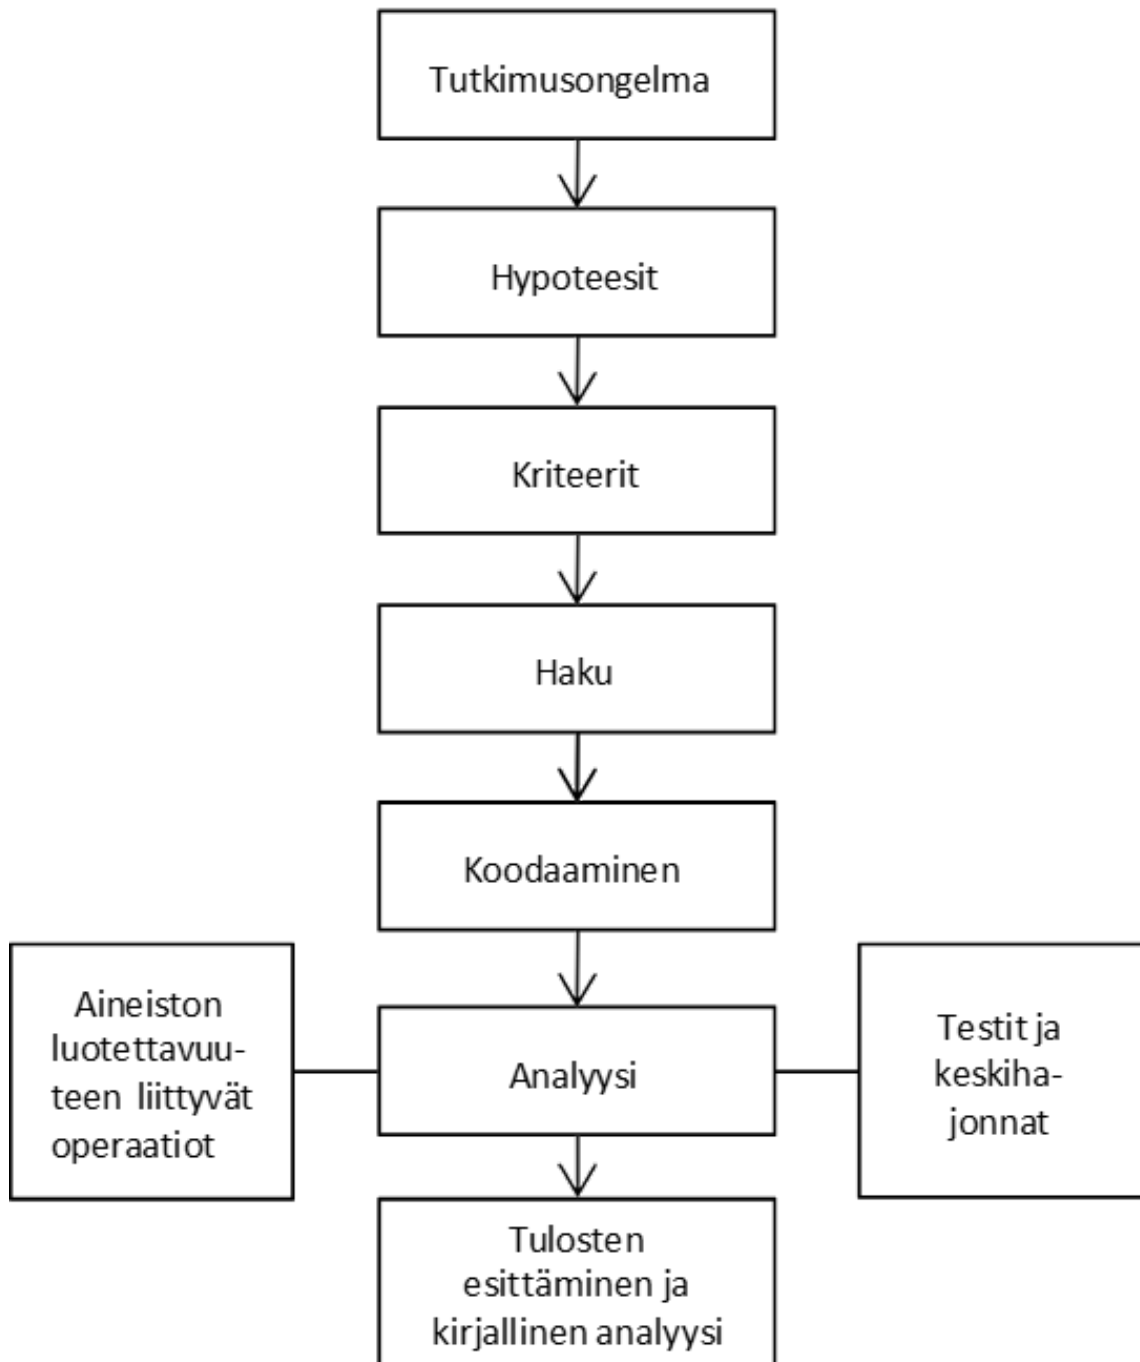 Tutkimusongelma
Hypoteesit
Kriteerit
Haku
Koodaaminen
Aineiston
luotettavuu-
teen liittyvät
operaatiot
Analyysi
Testit ja
keskiha-
jonnat
Tulosten
esittäminen ja
kirjallinen analyysi